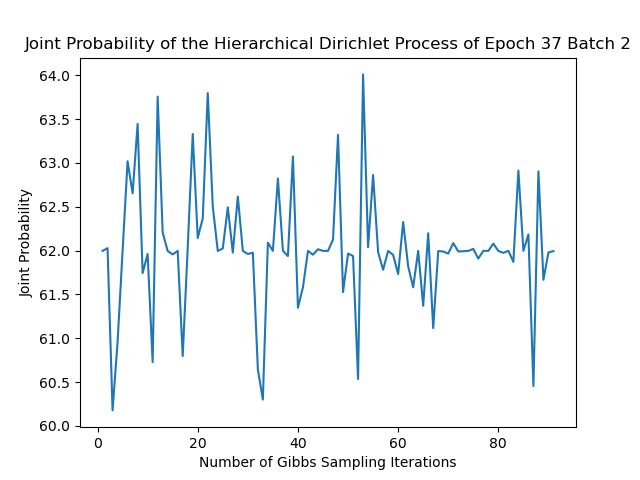 Joint Probability of the Hierarchical Dirichlet Process of Epoch 37 Batch 2
64.0
63.5
63.0
62.5
62.0
61.5
61.0
60.5
60.0
Joint Probability
0 20 40 60 80
Number of Gibbs Sampling Iterations